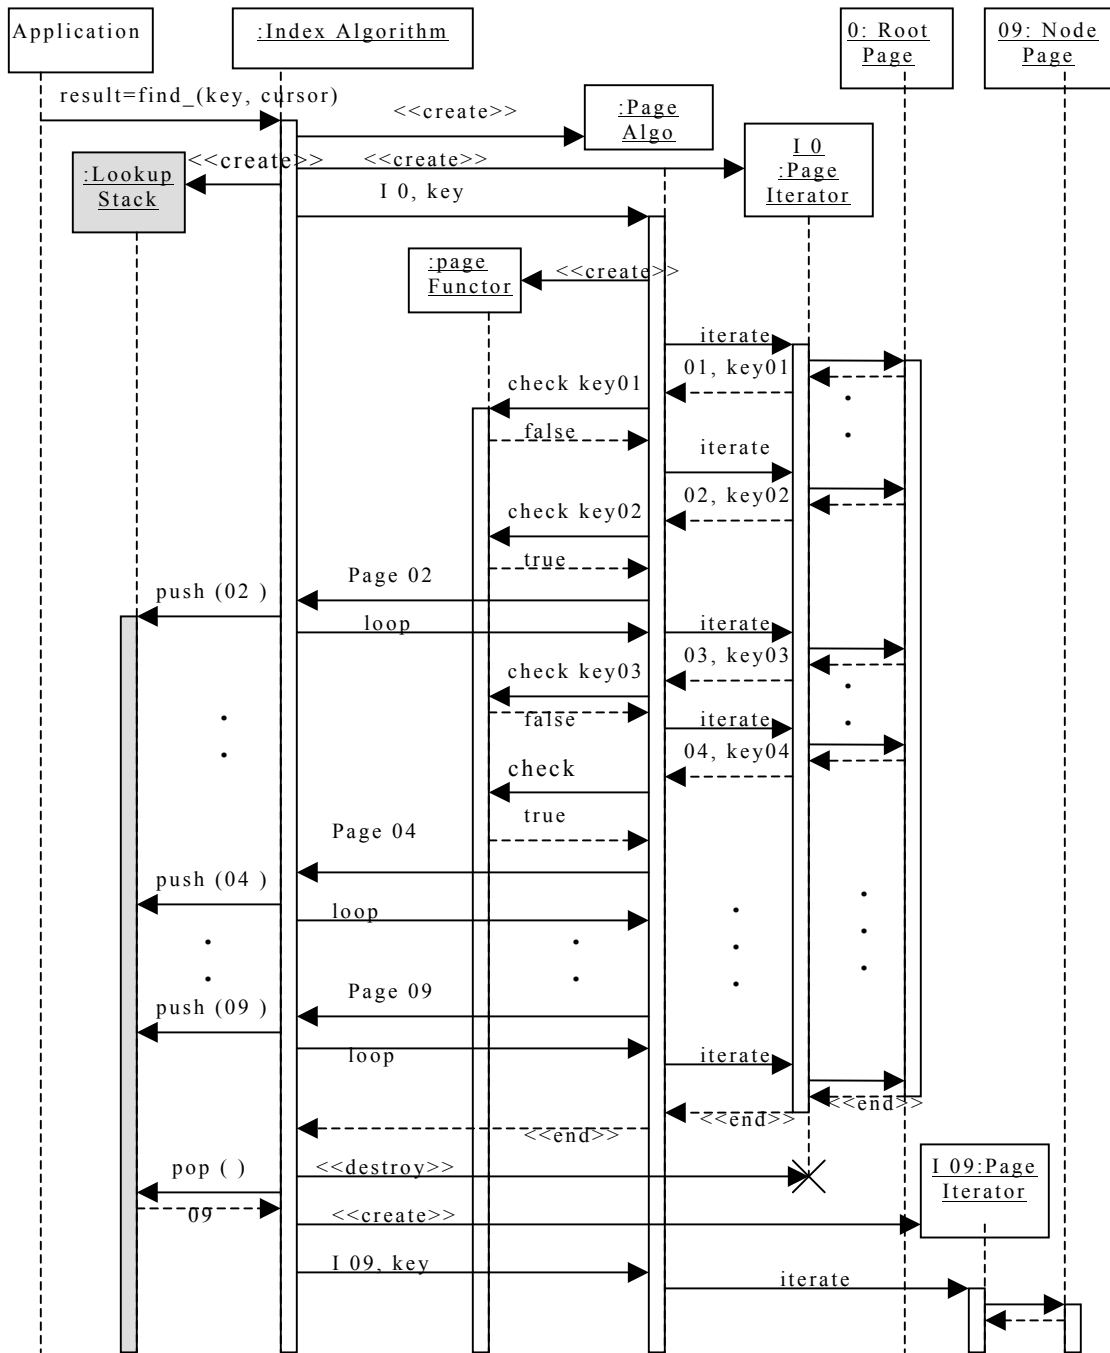 Application
:Index Algorithm
0: Root
Page
09: Node
Page
result=find_(key, cursor)
<<create>>
:Page
Algo
<<create>>
<<create>>
I 0
:Page
Iterator
:Lookup
Stack
I 0, key
:page
Functor
<<create>>
iterate
01, key01
check key01
false
iterate
02, key02
check key02
true
Page 02
push (02 )
loop
iterate
03, key03
check key03
false
iterate
04, key04
check
true
Page 04
push (04 )
loop
Page 09
push (09 )
loop
iterate
<<end>>
<<end>>
<<end>>
pop ( )
<<destroy>>
I 09:Page
Iterator
09
<<create>>
I 09, key
iterate